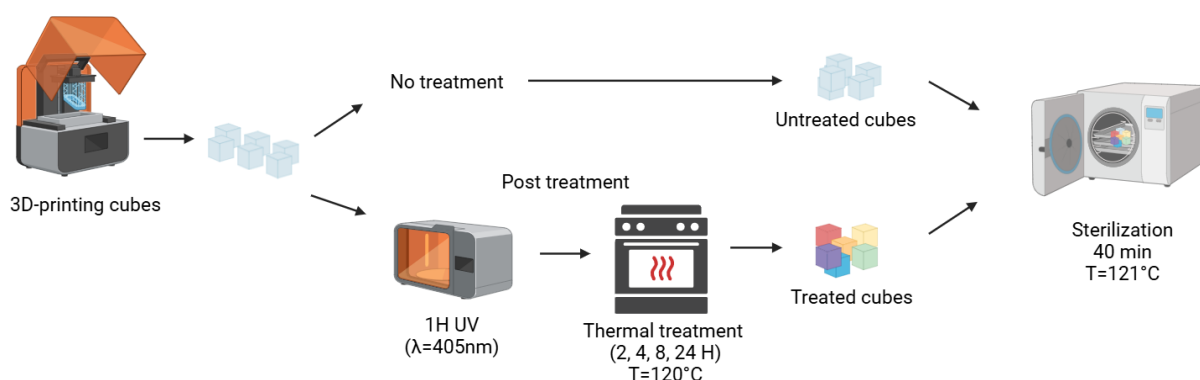 3D-printing cubes
No treatment
Untreated cubes
Post treatment
1H UV
(λ=405nm)
Thermal treatment
(2, 4, 8, 24 H)
T=120°C
Treated cubes
Sterilization
40 min
T=121°C